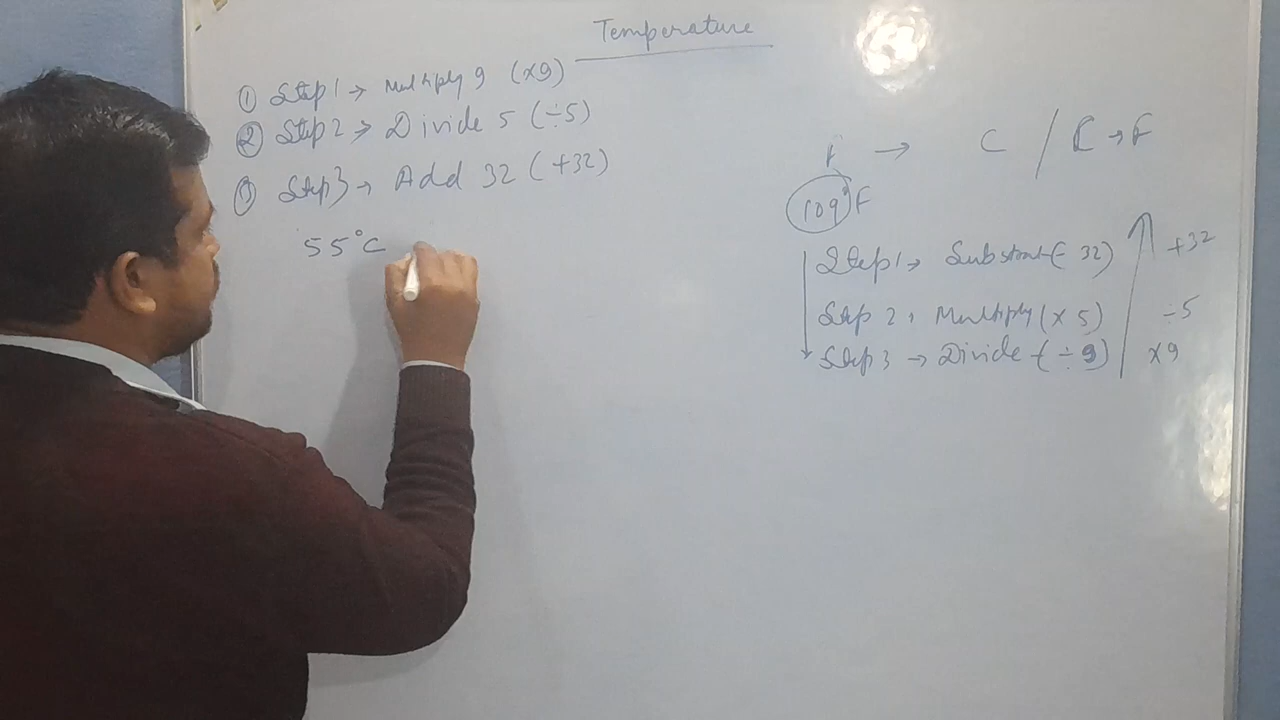 Temperature
① Step 1 → Multiply 9 (×9)
② Step 2 → Divide 5 (÷5)
③ Step 3 → Add 32 (+32)
55°C
F → C / C → F
109°F
Step 1 → Substrat (- 32) +32
Step 2 → Multiply (× 5) ÷5
Step 3 → Divide (÷ 9) ×9